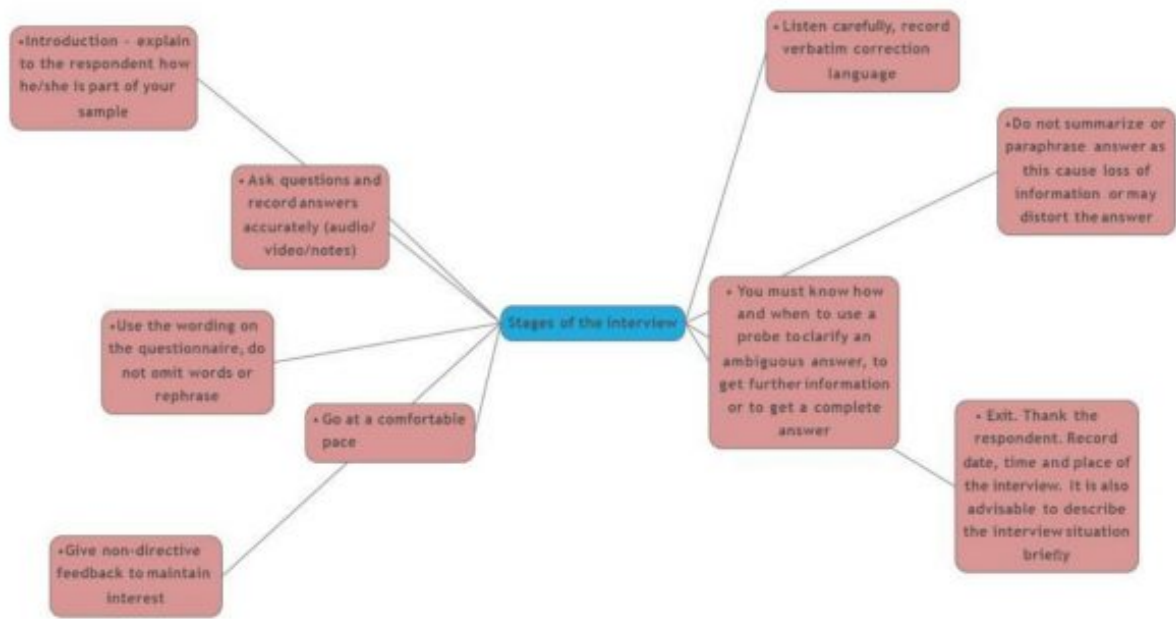 •Introduction - explain
to the respondent how
he/she is part of your
sample
• Ask questions and
record answers
accurately (audio/
video/notes)
•Use the wording on
the questionnaire, do
not omit words or
rephrase
• Go at a comfortable
pace
•Give non-directive
feedback to maintain
interest
Stages of the interview
• Listen carefully, record
verbatim correction
language
•Do not summarize or
paraphrase answer as
this cause loss of
information or may
distort the answer
• You must know how
and when to use a
probe to clarify an
ambiguous answer, to
get further information
or to get a complete
answer
• Exit. Thank the
respondent. Record
date, time and place of
the interview. It is also
advisable to describe
the interview situation
briefly